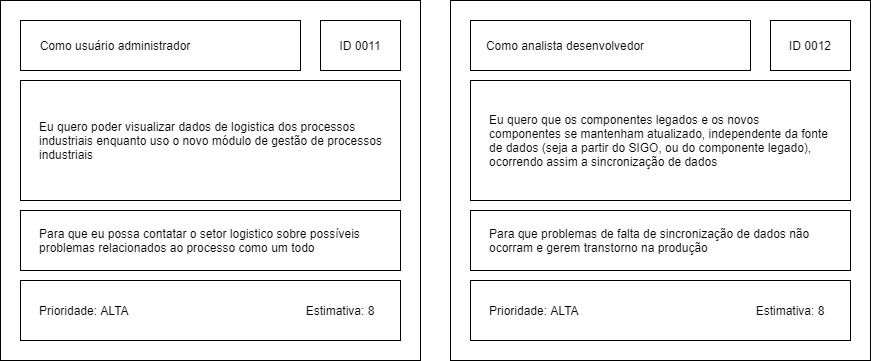 Como usuário administrador
ID 0011
Eu quero poder visualizar dados de logistica dos processos
industriais enquanto uso o novo módulo de gestão de processos
industriais
Para que eu possa contatar o setor logistico sobre possíveis
problemas relacionados ao processo como um todo
Prioridade: ALTA
Estimativa: 8
Como analista desenvolvedor
ID 0012
Eu quero que os componentes legados e os novos
componentes se mantenham atualizado, independente da fonte
de dados (seja a partir do SIGO, ou do componente legado),
ocorrendo assim a sincronização de dados
Para que problemas de falta de sincronização de dados não
ocorram e gerem transtorno na produção
Prioridade: ALTA
Estimativa: 8